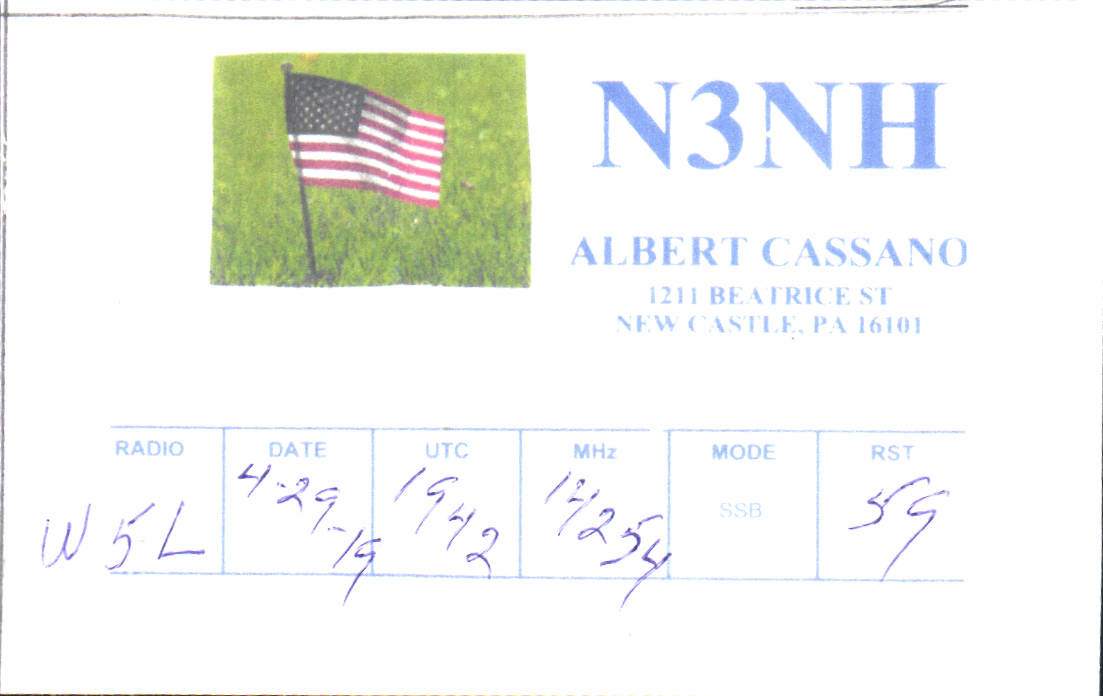 N3NH
ALBERT CASSANO
1211 BEATRICE ST
NEW CASTLE, PA 16101
RADIO DATE UTC MHz MODE RST
W5L 4-29-19 1942 14254 SSB 59